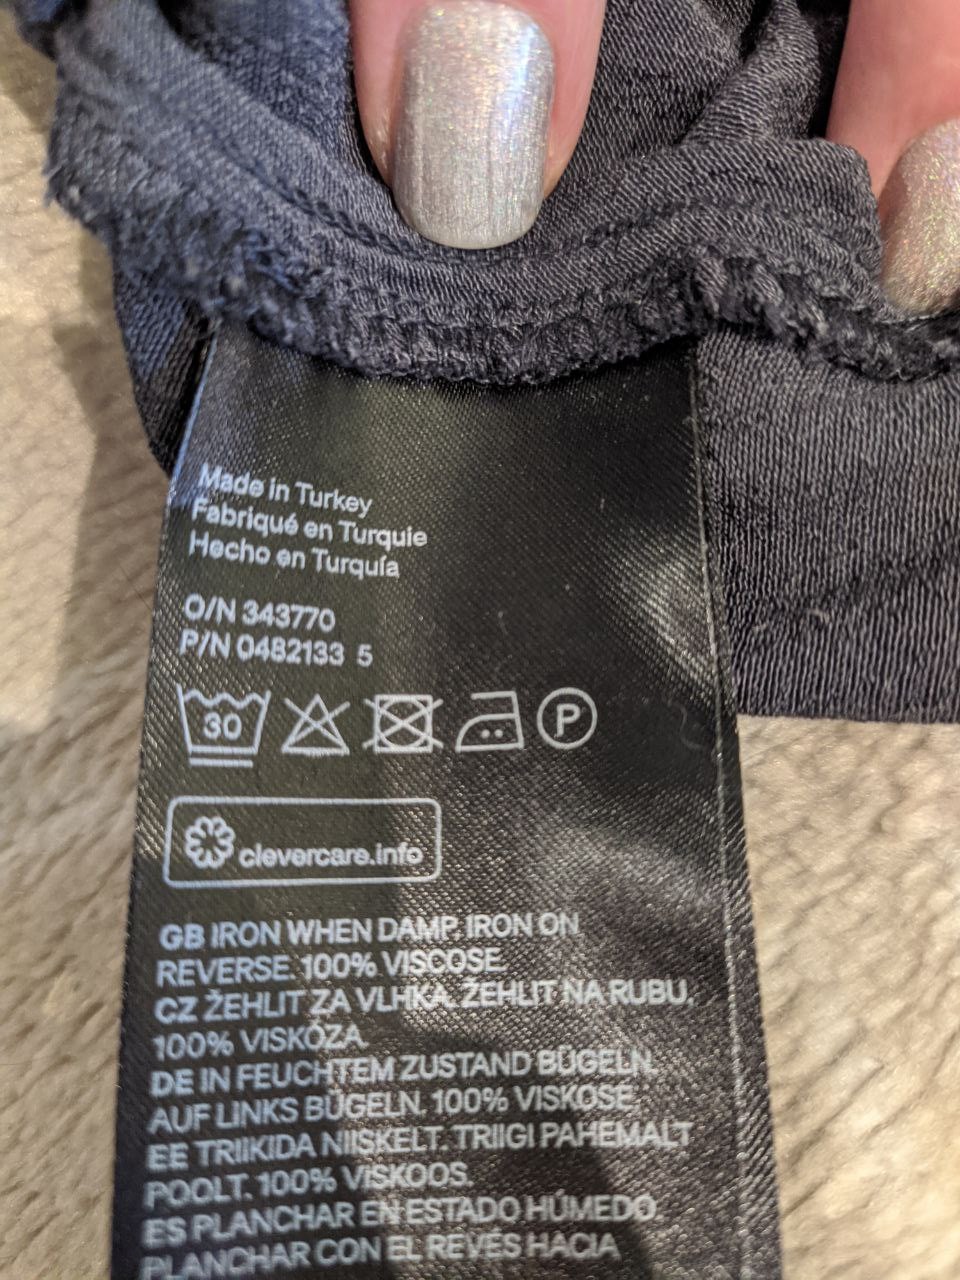 Made in Turkey
Fabriqué en Turquie
Hecho en Turquía
O/N 343770
P/N 0482133 5
30 P
clevercare.info
GB IRON WHEN DAMP. IRON ON
REVERSE. 100% VISCOSE.
CZ ŽEHLIT ZA VLHKA. ŽEHLIT NA RUBU.
100% VISKÓZA.
DE IN FEUCHTEM ZUSTAND BÜGELN.
AUF LINKS BÜGELN. 100% VISKOSE.
EE TRIIKIDA NIISKELT. TRIIGI PAHEMALT
POOLT. 100% VISKOOS.
ES PLANCHAR EN ESTADO HÚMEDO.
PLANCHAR CON EL REVÉS HACIA